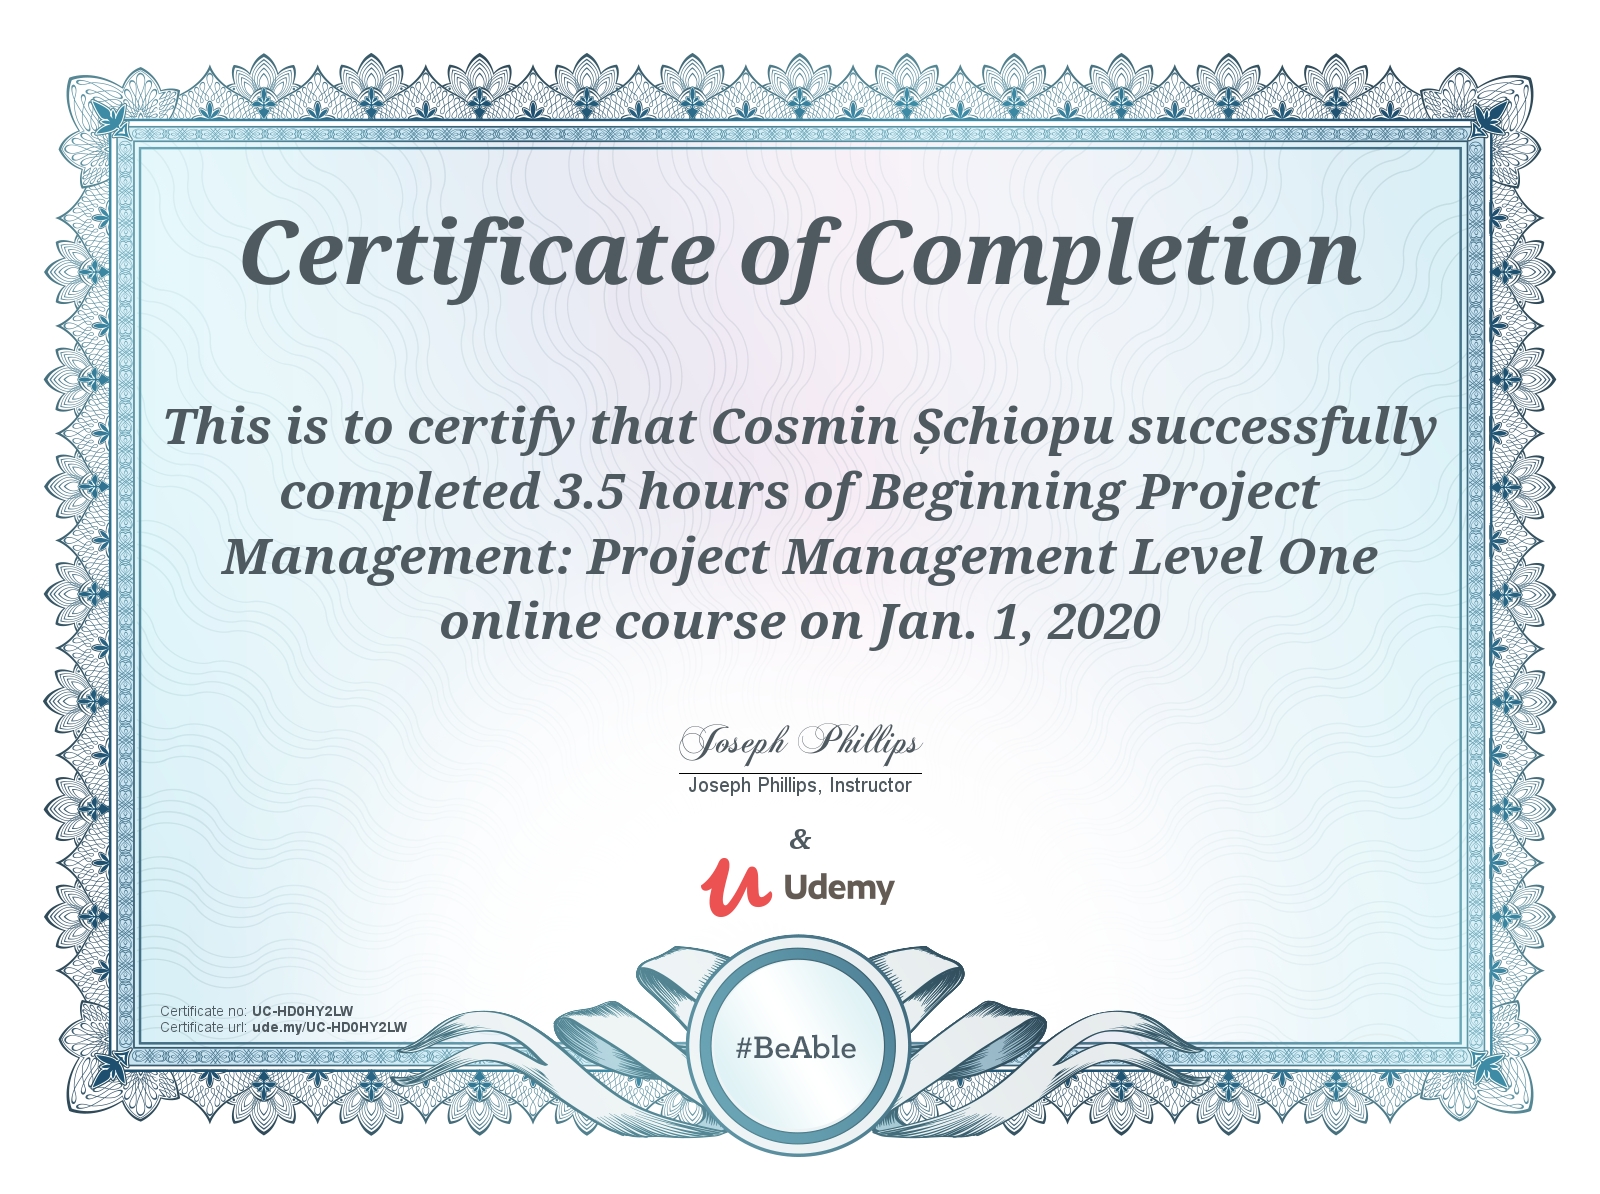 Certificate of Completion
This is to certify that Cosmin Șchiopu successfully
completed 3.5 hours of Beginning Project
Management: Project Management Level One
online course on Jan. 1, 2020
Joseph Phillips
Joseph Phillips, Instructor
&
Udemy
Certificate no: UC-HD0HY2LW
Certificate url: ude.my/UC-HD0HY2LW
#BeAble